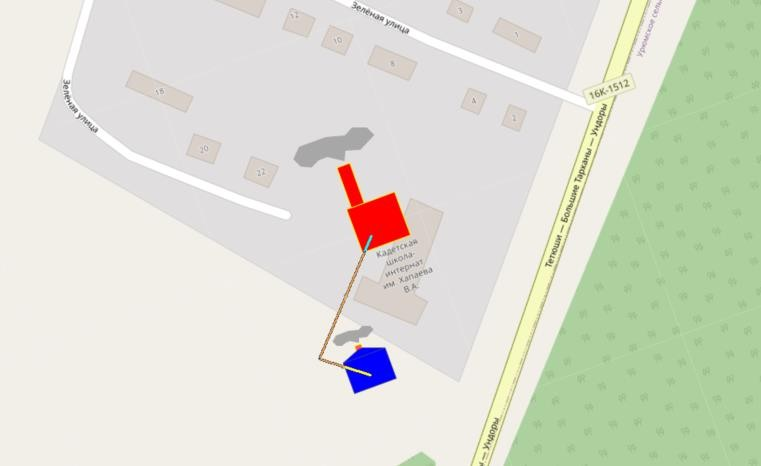 12
Зелёная улица
3
1
10
8
18
16К-1512
4
2
Зелёная улица
20
22
Тетюши — Большие Тарханы — Ундоры
Кадетская
школа-
интернат
им. Хапаева
В.А.
ы — Ундоры